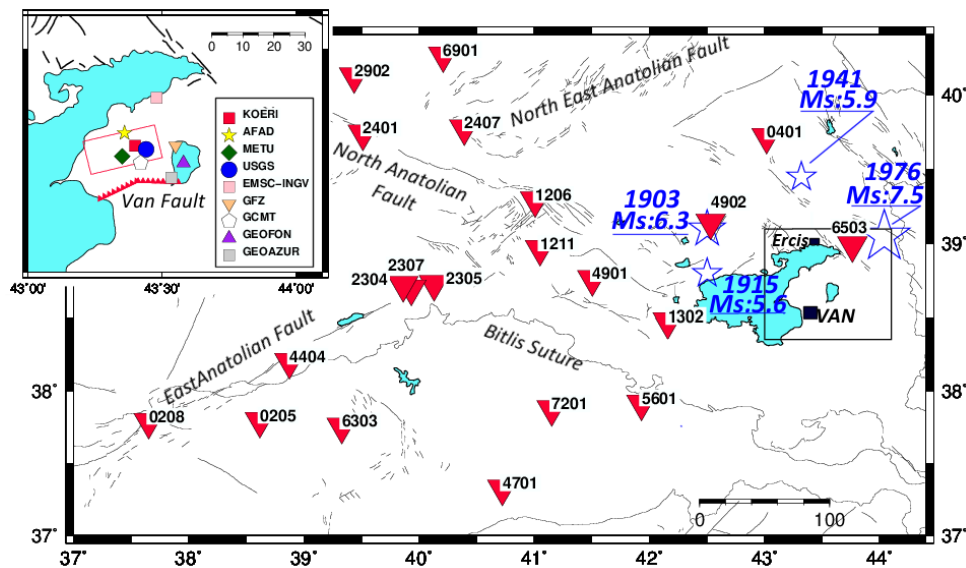 0 10 20 30
KOERI
AFAD
METU
USGS
EMSC-INGV
GFZ
GCMT
GEOFON
GEOAZUR
Van Fault
43°00' 43°30' 44°00'
6901
2902
2401
2407
North East Anatolian Fault
1941
Ms:5.9
0401
40°
North Anatolian
Fault
1206
1211
1903
Ms:6.3
4902
1976
Ms:7.5
6503
39°
Ercis
VAN
2307
2304
2305
4901
1915
Ms:5.6
1302
EastAnatolian Fault
Bitlis Suture
4404
38°
38°
0208
0205
6303
7201
5601
4701
0 100
37°
37°
37 38 39 40 41 42 43 44